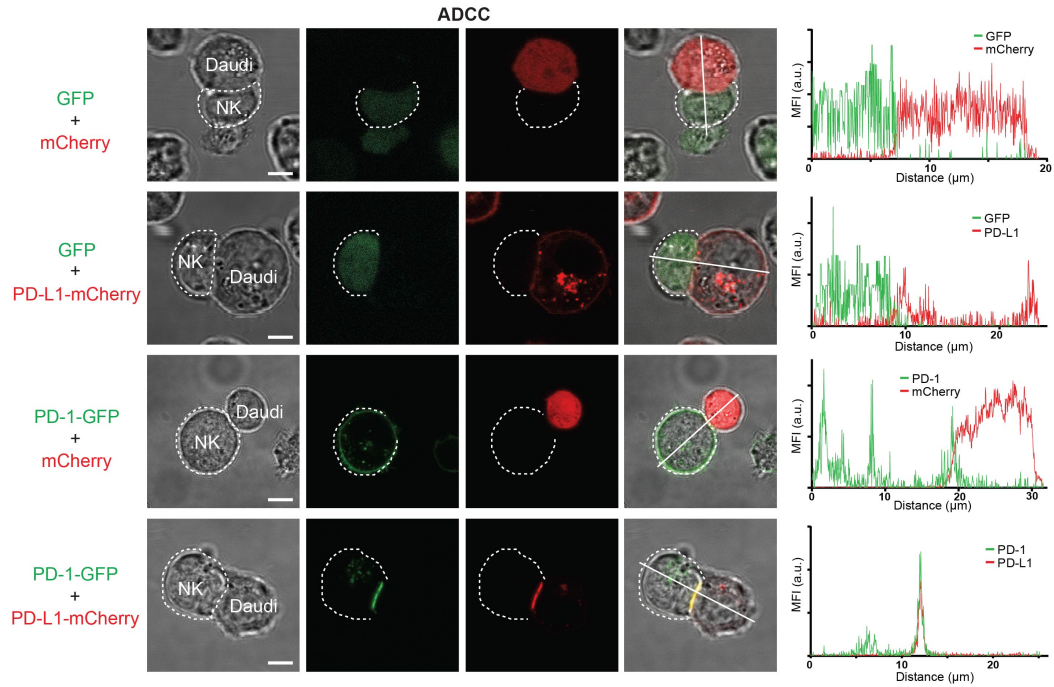 ADCC
GFP
+
mCherry
Daudi
NK
GFP
mCherry
MFI (a.u.)
0
10
20
Distance (µm)
GFP
+
PD-L1-mCherry
NK
Daudi
GFP
PD-L1
MFI (a.u.)
0
10
20
Distance (µm)
PD-1-GFP
+
mCherry
Daudi
NK
PD-1
mCherry
MFI (a.u.)
0
10
20
30
Distance (µm)
PD-1-GFP
+
PD-L1-mCherry
NK
Daudi
PD-1
PD-L1
MFI (a.u.)
0
10
20
Distance (µm)